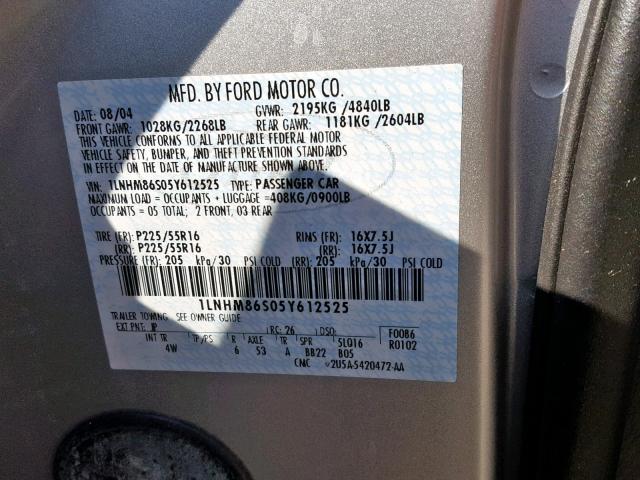 MFD. BY FORD MOTOR CO.
DATE: 08/04 GVWR: 2195KG /4840LB
FRONT GAWR: 1028KG/2268LB REAR GAWR: 1181KG /2604LB
THIS VEHICLE CONFORMS TO ALL APPLICABLE FEDERAL MOTOR
VEHICLE SAFETY, BUMPER, AND THEFT PREVENTION STANDARDS
IN EFFECT ON THE DATE OF MANUFACTURE SHOWN ABOVE.
VIN: 1LNHM86S05Y612525 TYPE: PASSENGER CAR
MAXIMUM LOAD = OCCUPANTS + LUGGAGE = 408KG/0900LB
OCCUPANTS = 05 TOTAL: 2 FRONT, 03 REAR
TIRE (FR): P225/55R16 RIMS (FR): 16X7.5J
(RR): P225/55R16 (RR): 16X7.5J
PRESSURE (FR): 205 kPa/30 PSI COLD (RR): 205 kPa/30 PSI COLD
1LNHM86S05Y612525
TRAILER TOWING: SEE OWNER GUIDE
EXT PNT: JP RC: 26 DSO: F0086
INT TR TP/PS R AXLE TR SPR 5L016 R0102
4W 6 53 A BB22 B05
CMC 2U5A-5420472-AA